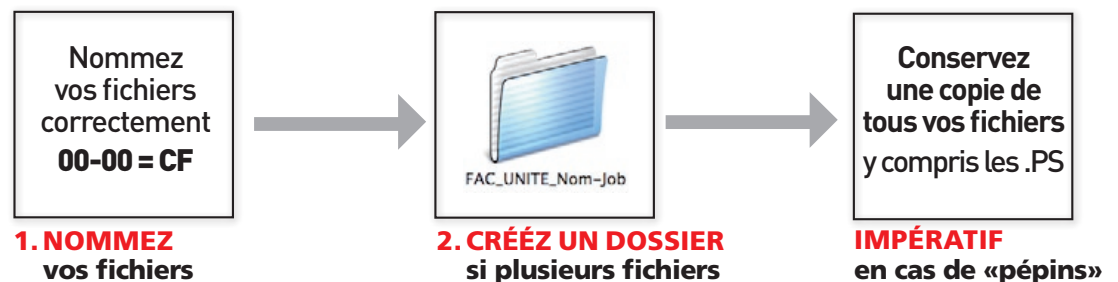 Nommez
vos fichiers
correctement
00-00 = CF
1. NOMMEZ
vos fichiers
FAC_UNITE_Nom-Job
2. CRÉÉZ UN DOSSIER
si plusieurs fichiers
Conservez
une copie de
tous vos fichiers
y compris les .PS
IMPÉRATIF
en cas de «pépins»